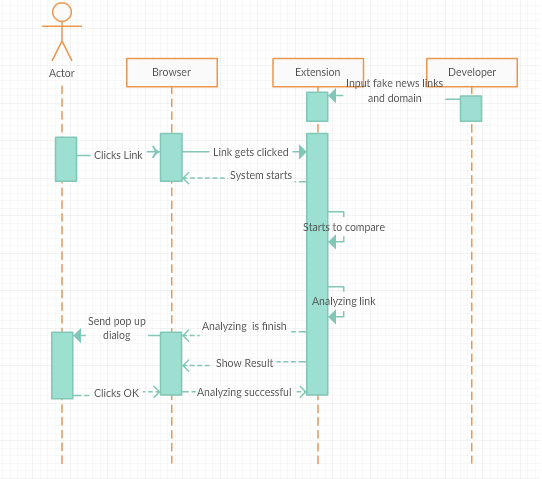 Actor
Browser
Extension
Developer
Input fake news links
and domain
Clicks Link
Link gets clicked
System starts
Starts to compare
Analyzing link
Send pop up
dialog
Analyzing  is finish
Show Result
Clicks OK
Analyzing successful